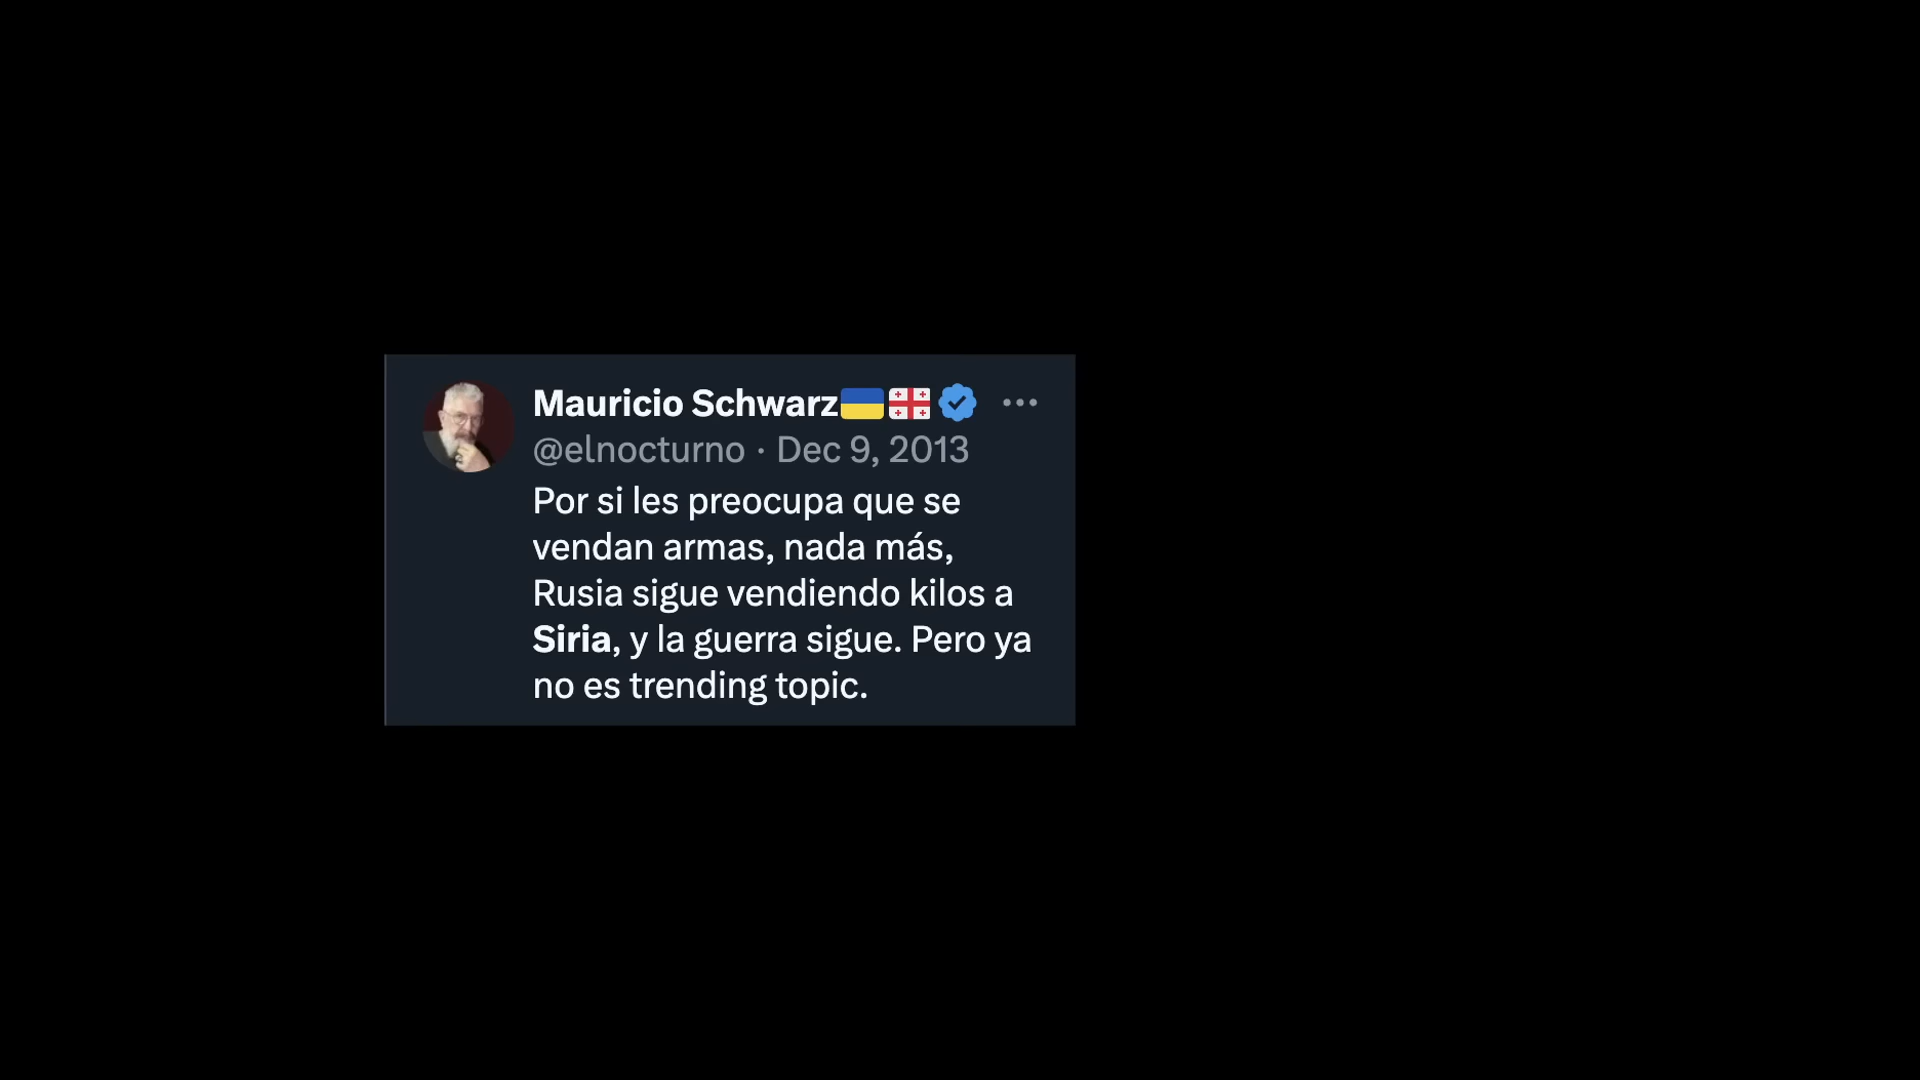 Mauricio Schwarz🇺🇦🇬🇪
@elnocturno · Dec 9, 2013
Por si les preocupa que se
vendan armas, nada más,
Rusia sigue vendiendo kilos a
Siria, y la guerra sigue. Pero ya
no es trending topic.